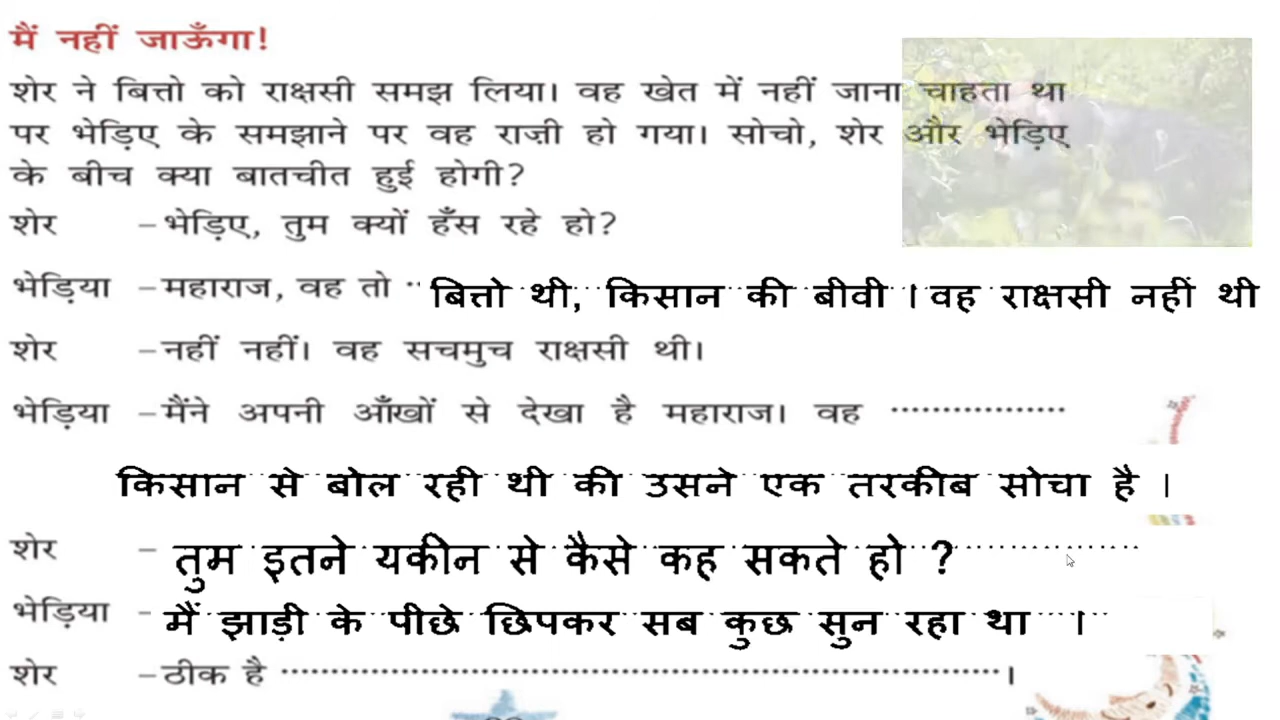 मैं नहीं जाऊँगा!
शेर ने बित्तो को राक्षसी समझ लिया। वह खेत में नहीं जाना चाहता था
पर भेड़िए के समझाने पर वह राज़ी हो गया। सोचो, शेर और भेड़िए
के बीच क्या बातचीत हुई होगी?
शेर – भेड़िए, तुम क्यों हँस रहे हो?
भेड़िया – महाराज, वह तो .. बित्तो थी, किसान की बीवी । वह राक्षसी नहीं थी
शेर – नहीं नहीं। वह सचमुच राक्षसी थी।
भेड़िया – मैंने अपनी आँखों से देखा है महाराज। वह ..................
किसान से बोल रही थी की उसने एक तरकीब सोचा है ।
शेर – तुम इतने यकीन से कैसे कह सकते हो ?
भेड़िया – मैं झाड़ी के पीछे छिपकर सब कुछ सुन रहा था ।
शेर – ठीक है ..................................................।